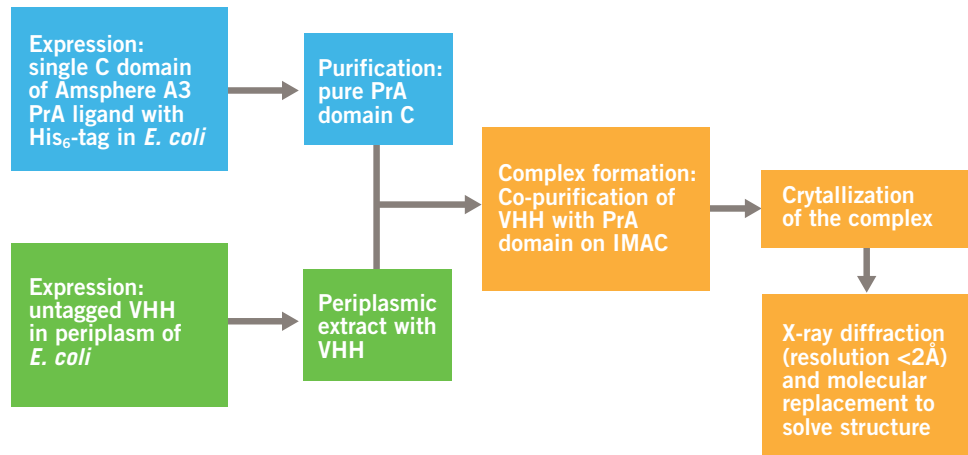 Expression:
single C domain
of Amsphere A3
PrA ligand with
His₆-tag in E. coli
Purification:
pure PrA
domain C
Expression:
untagged VHH
in periplasm of
E. coli
Periplasmic
extract with
VHH
Complex formation:
Co-purification of
VHH with PrA
domain on IMAC
Crytallization
of the complex
X-ray diffraction
(resolution <2Å)
and molecular
replacement to
solve structure